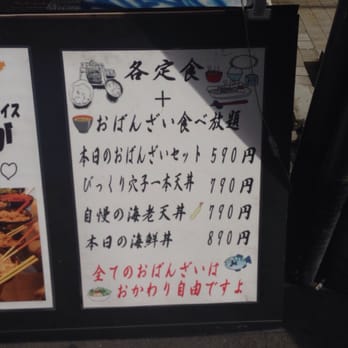 各定食
+
おばんざい食べ放題
本日のおばんざいセット 590円
びっくり穴子一本天丼 790円
自慢の海老天丼 790円
本日の海鮮丼 890円
全てのおばんざいは
おかわり自由ですよ
イス
が
♡